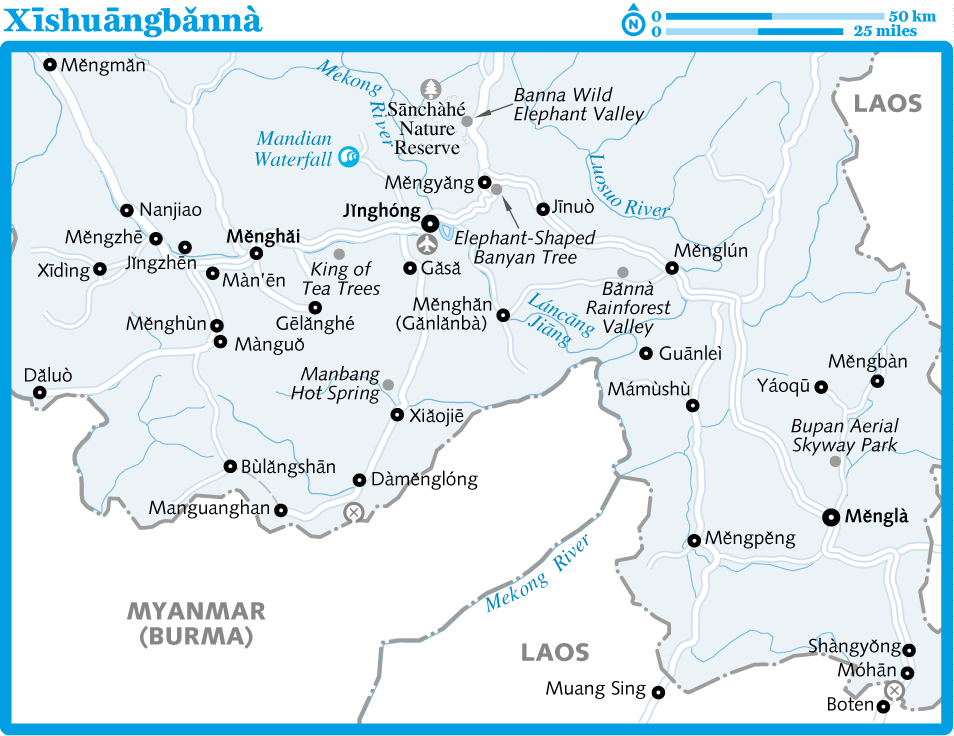 Xīshuāngbǎnnà
0 50 km
N
0 25 miles
Měngmǎn
Mekong
River
Sānchàhé
Nature
Reserve
Banna Wild
Elephant Valley
LAOS
Mandian
Waterfall
Luosuo River
Měngyǎng
Nanjiao
Jǐnghóng
Jīnuò
Měngzhē
Měnghǎi
Elephant-Shaped
Banyan Tree
Měnglún
Jǐngzhēn
Xīdìng
Màn'ēn
King of
Tea Trees
Gǎsǎ
Bǎnnà
Rainforest
Valley
Měnghǎn
(Gǎnlǎnbà)
Láncāng
Jiāng
Gēlǎnghé
Měnghùn
Mànguǒ
Guānleì
Měngbàn
Dǎluò
Manbang
Hot Spring
Mámùshù
Yáoqū
Xiǎojiē
Bupan Aerial
Skyway Park
Bùlǎngshān
Dàměnglóng
Manguanghan
Měnglà
Měngpěng
Mekong River
MYANMAR
(BURMA)
LAOS
Shàngyǒng
Móhān
Muang Sing
Boten